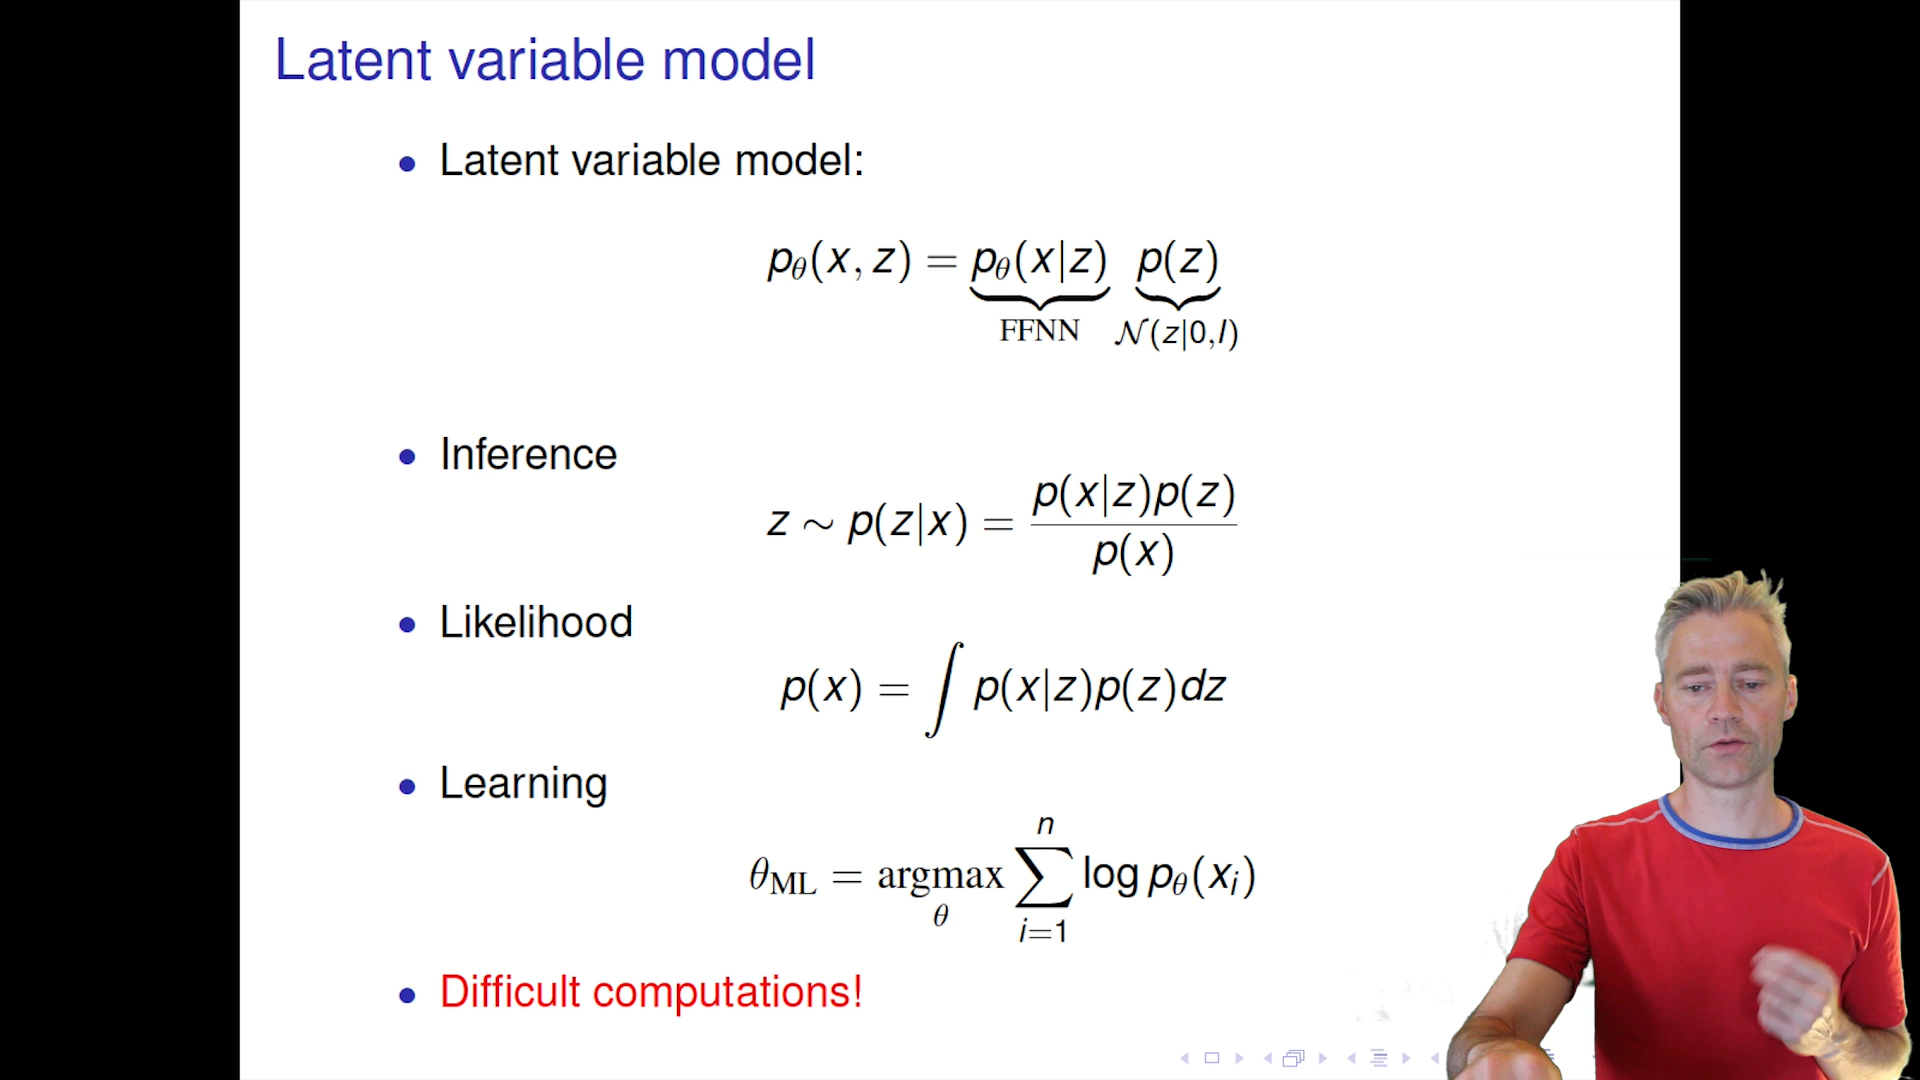 Latent variable model
• Latent variable model:
pθ(x, z) = pθ(x|z) p(z)
FFNN 𝒩(z|0, I)
• Inference
z ∼ p(z|x) = p(x|z)p(z) / p(x)
• Likelihood
p(x) = ∫ p(x|z)p(z)dz
• Learning
θML = argmax θ ∑ i=1 n log pθ(xi)
• Difficult computations!